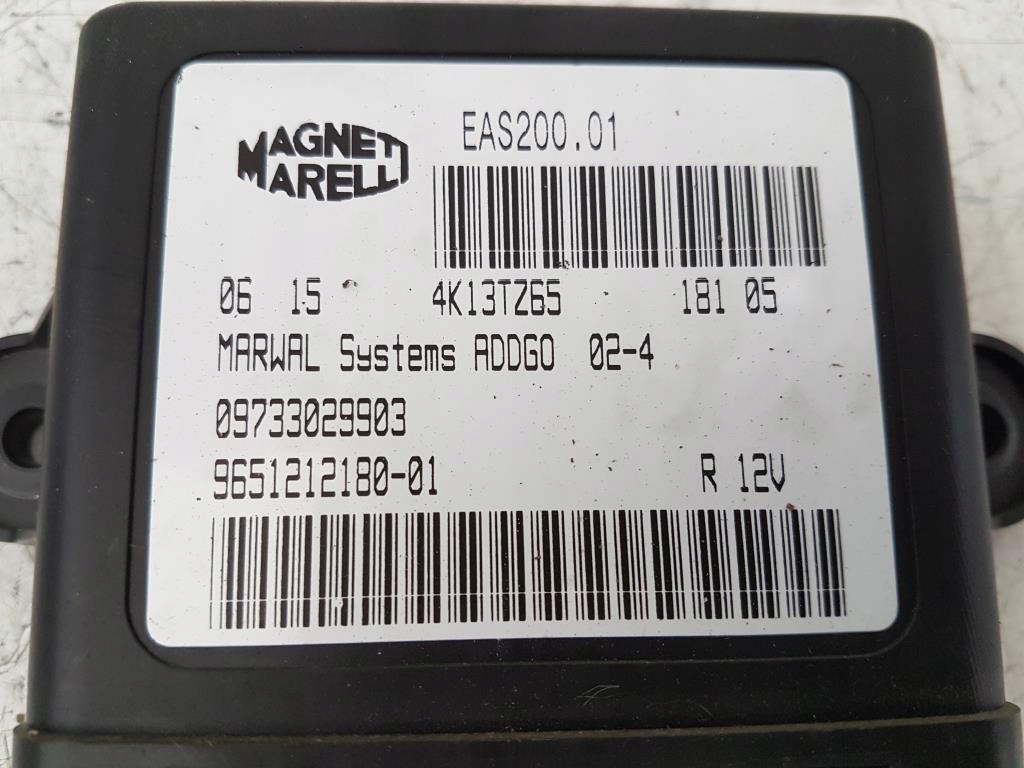 MAGNETI
MARELLI
EAS200.01
06 15 4K13TZ65 181 05
MARWAL Systems ADDGO 02-4
09733029903
9651212180-01 R 12V